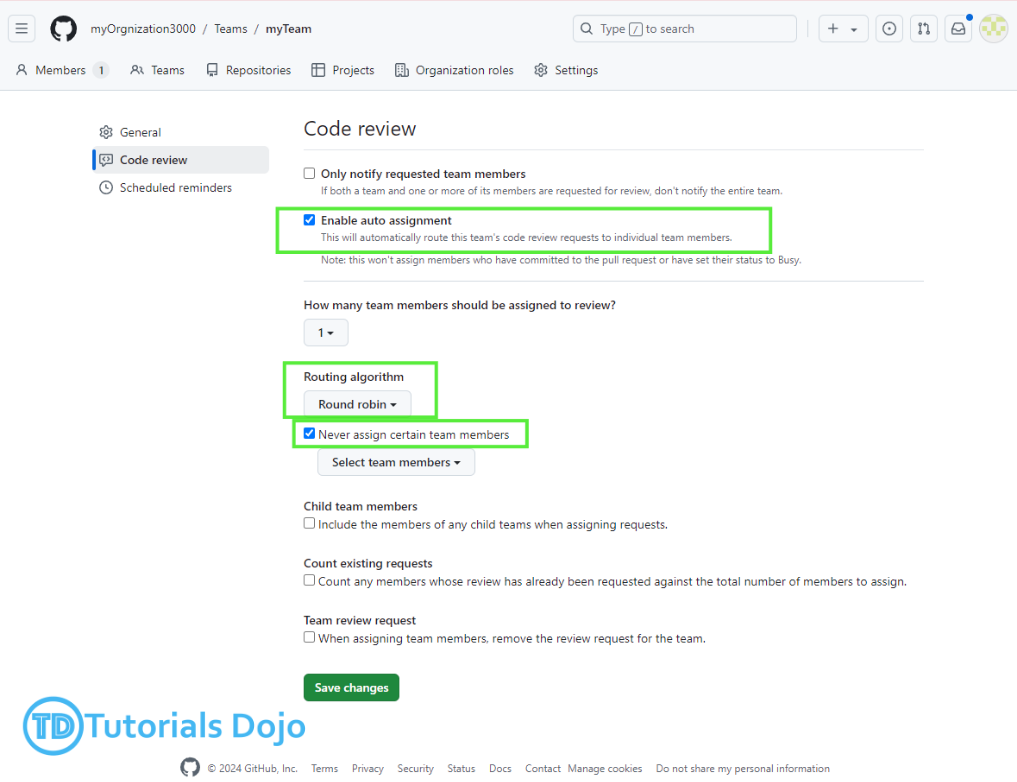 myOrgnization3000 / Teams / myTeam
Type / to search
Members 1 Teams Repositories Projects Organization roles Settings
General
Code review
Scheduled reminders
Code review
Only notify requested team members
If both a team and one or more of its members are requested for review, don't notify the entire team.
Enable auto assignment
This will automatically route this team's code review requests to individual team members.
Note: this won't assign members who have committed to the pull request or have set their status to Busy.
How many team members should be assigned to review?
1
Routing algorithm
Round robin
Never assign certain team members
Select team members
Child team members
Include the members of any child teams when assigning requests.
Count existing requests
Count any members whose review has already been requested against the total number of members to assign.
Team review request
When assigning team members, remove the review request for the team.
Save changes
TD Tutorials Dojo
© 2024 GitHub, Inc. Terms Privacy Security Status Docs Contact Manage cookies Do not share my personal information